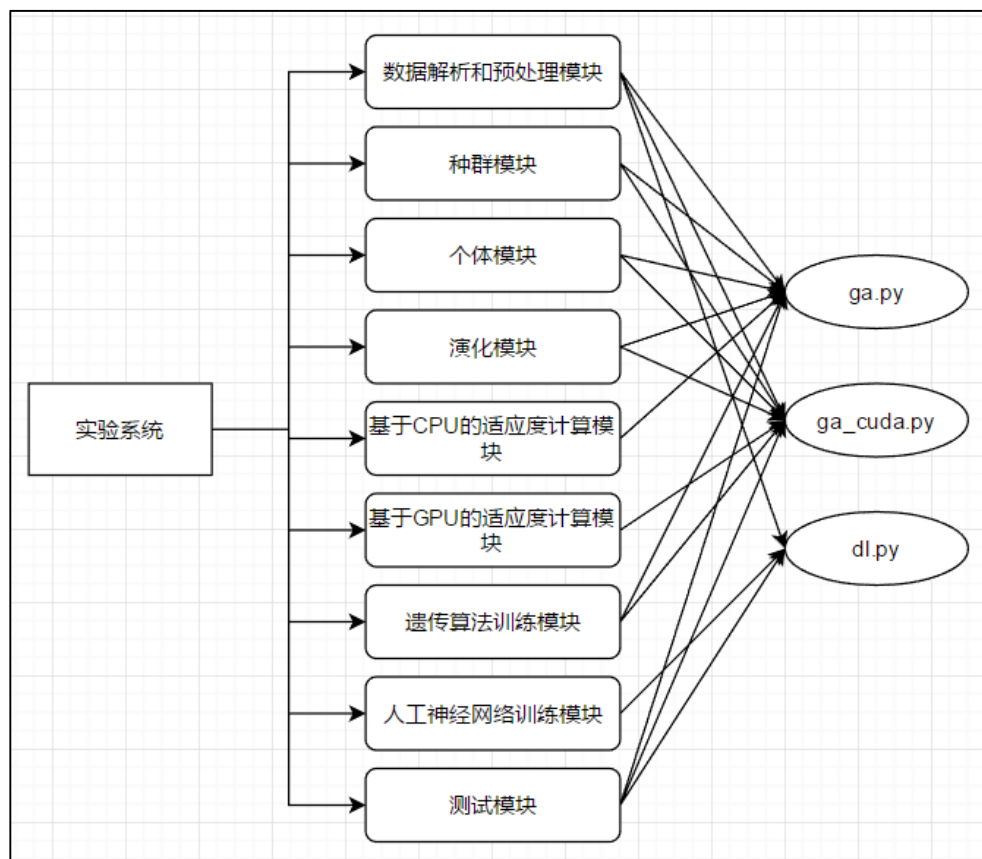 数据解析和预处理模块
种群模块
个体模块
ga.py
演化模块
实验系统
基于CPU的适应度计算模
块
ga_cuda.py
基于GPU的适应度计算模
块
dl.py
遗传算法训练模块
人工神经网络训练模块
测试模块